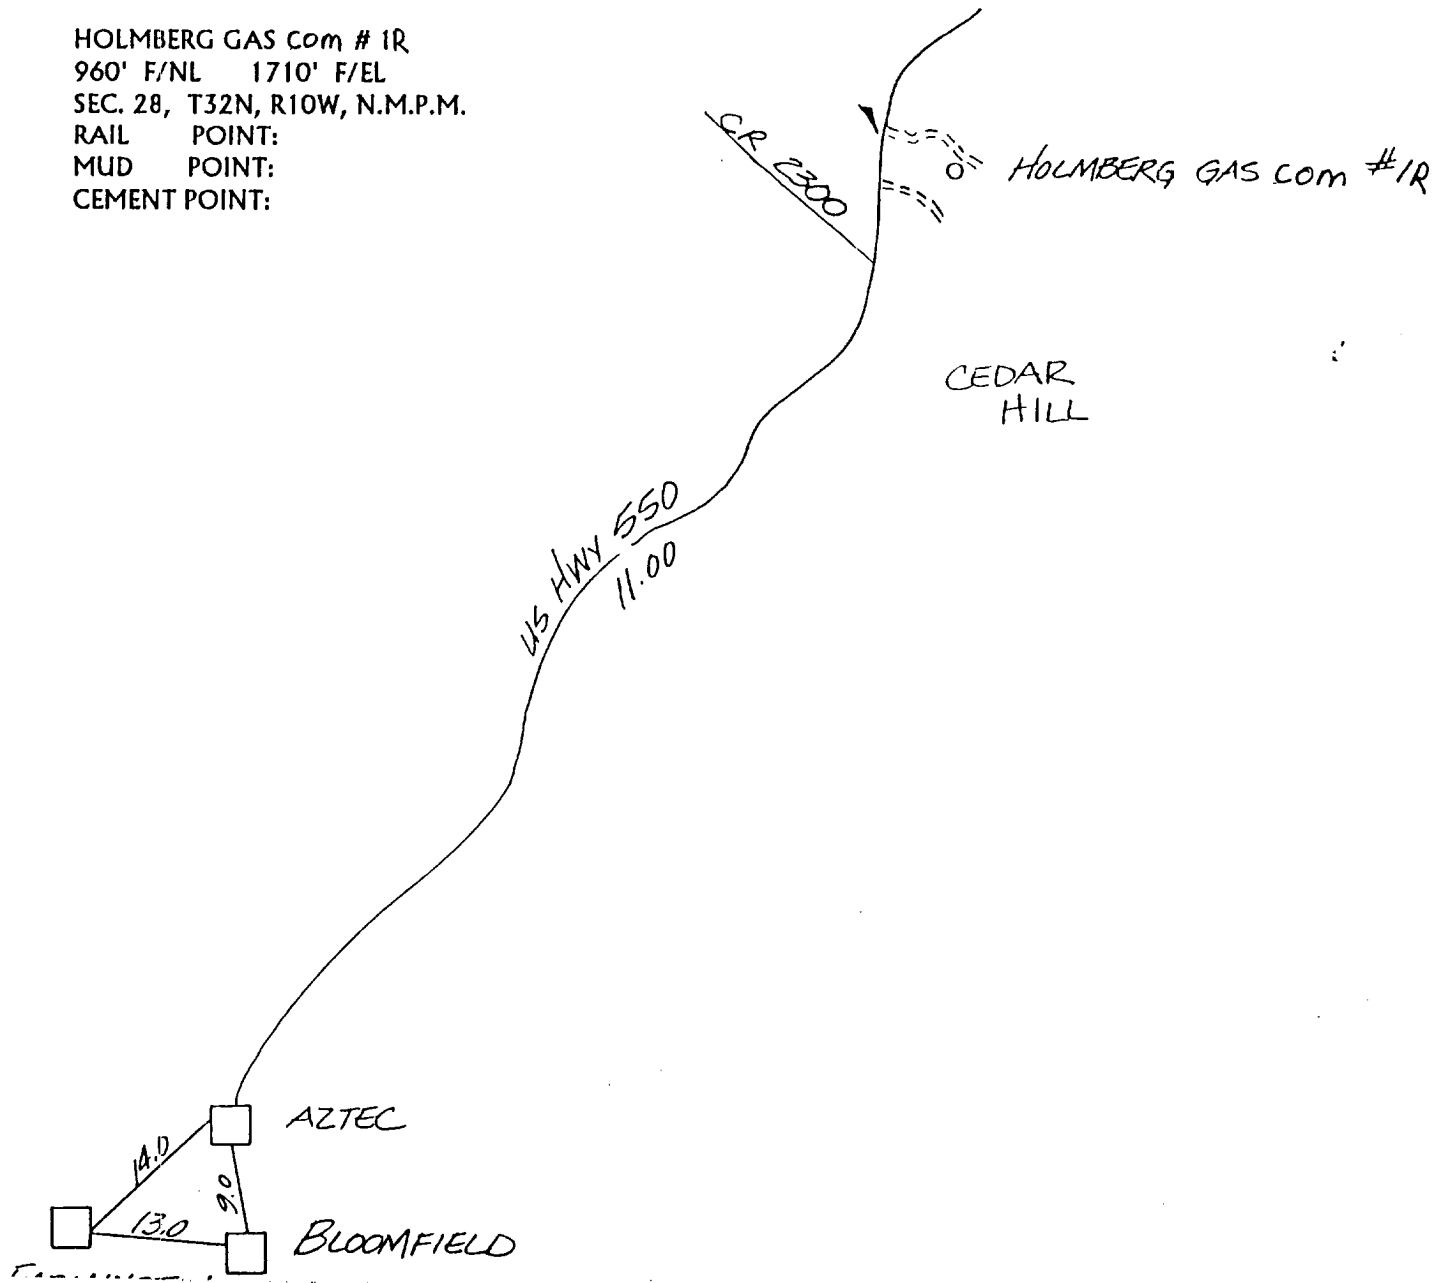 HOLMBERG GAS Com # 1R
960' F/NL 1710' F/EL
SEC. 28, T32N, R10W, N.M.P.M.
RAIL POINT:
MUD POINT:
CEMENT POINT:
CR 2300
HOLMBERG GAS Com #1R
CEDAR
HILL
US HWY 550
11.00
AZTEC
14.0
9.0
13.0
BLOOMFIELD